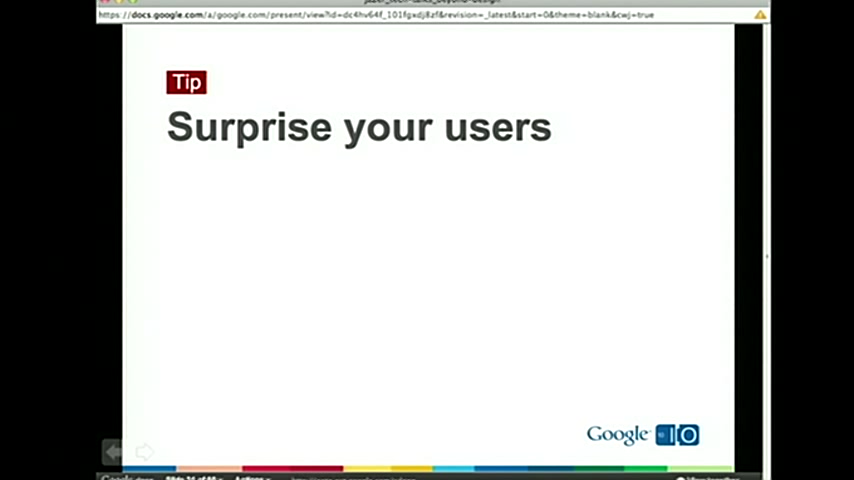 https://docs.google.com/a/google.com/present/view?id=dc4hv64f_101fgxdj8zf&revision=_latest&start=0&theme=blank&cwj=true
Tip
Surprise your users
Google IO